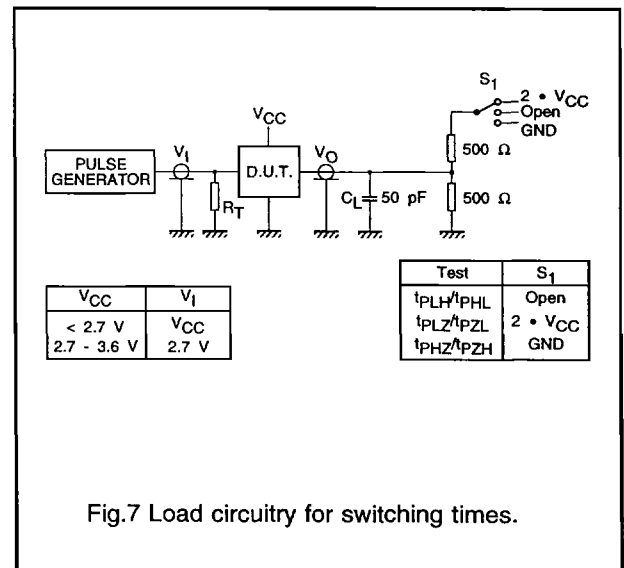 S1
2 • VCC
Open
GND
VCC
PULSE GENERATOR
VI
D.U.T.
VO
500 Ω
RT
CL 50 pF
500 Ω
VCC VI
< 2.7 V VCC
2.7 - 3.6 V 2.7 V
Test S1
tPLH/tPHL Open
tPLZ/tPZL 2 • VCC
tPHZ/tPZH GND
Fig.7 Load circuitry for switching times.